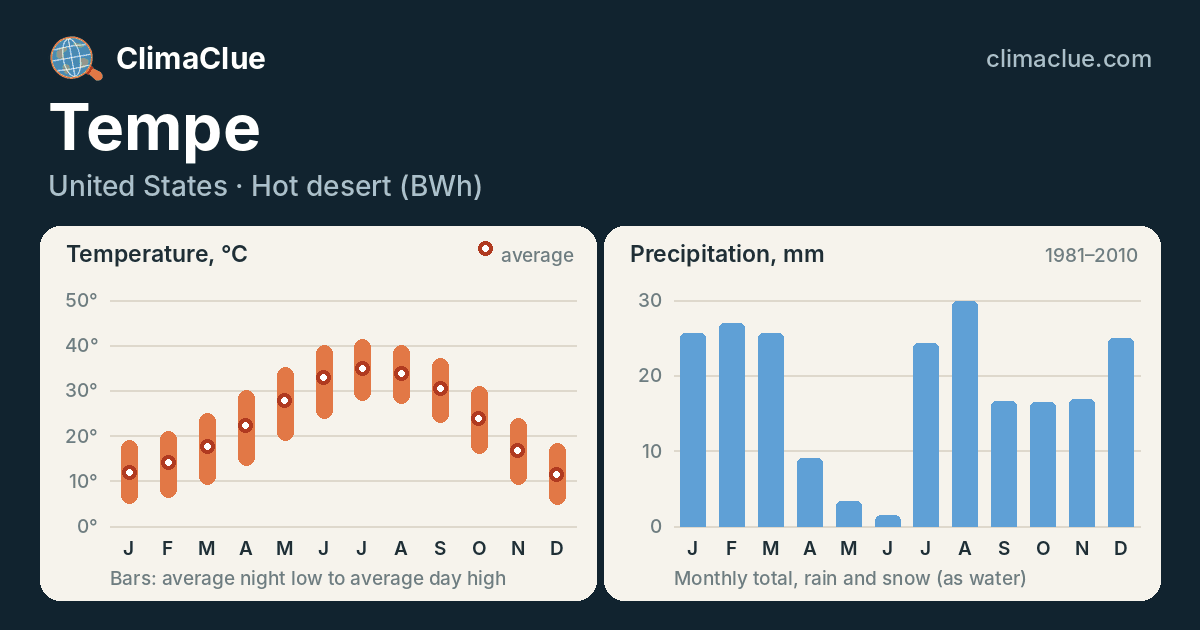 ClimaClue
climaclue.com
Tempe
United States · Hot desert (BWh)
Temperature, °C
average
50°
40°
30°
20°
10°
0°
J F M A M J J A S O N D
Bars: average night low to average day high
Precipitation, mm
1981–2010
30
20
10
0
J F M A M J J A S O N D
Monthly total, rain and snow (as water)